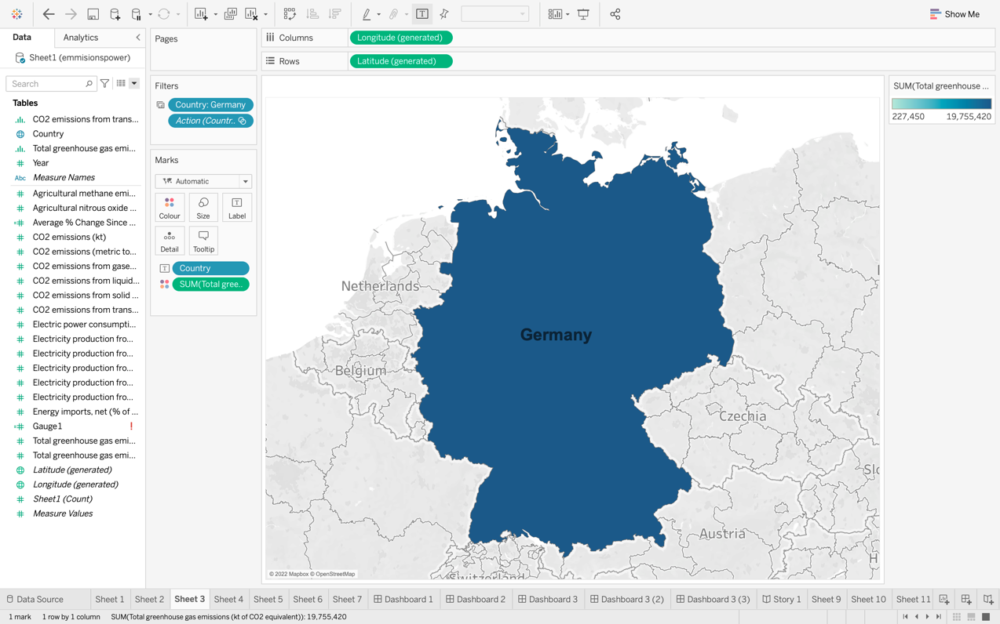 Show Me
Data
Analytics
Sheet1 (emmisionspower)
Search
Tables
CO2 emissions from trans...
Country
Total greenhouse gas emi...
Year
Abc Measure Names
Agricultural methane emi...
Agricultural nitrous oxide ...
Average % Change Since ...
CO2 emissions (kt)
CO2 emissions (metric to...
CO2 emissions from gase...
CO2 emissions from liquid...
CO2 emissions from solid ...
CO2 emissions from trans...
Electric power consumpti...
Electricity production fro...
Electricity production fro...
Electricity production fro...
Electricity production fro...
Electricity production fro...
Energy imports, net (% of ...
Gauge1 !
Total greenhouse gas emi...
Total greenhouse gas emi...
Latitude (generated)
Longitude (generated)
Sheet1 (Count)
Measure Values
Pages
Filters
Country: Germany
Action (Countr..
Marks
Automatic
Colour Size Label
Detail Tooltip
Country
SUM(Total gree..
Columns Longitude (generated)
Rows Latitude (generated)
Netherlands
Germany
Belgium
Czechia
Slo
Austria
H
Switzerland
© 2022 Mapbox © OpenStreetMap
SUM(Total greenhouse ...
227,450 19,755,420
Data Source Sheet 1 Sheet 2 Sheet 3 Sheet 4 Sheet 5 Sheet 6 Sheet 7 Dashboard 1 Dashboard 2 Dashboard 3 Dashboard 3 (2) Dashboard 3 (3) Story 1 Sheet 9 Sheet 10 Sheet 11
1 mark 1 row by 1 column SUM(Total greenhouse gas emissions (kt of CO2 equivalent)): 19,755,420